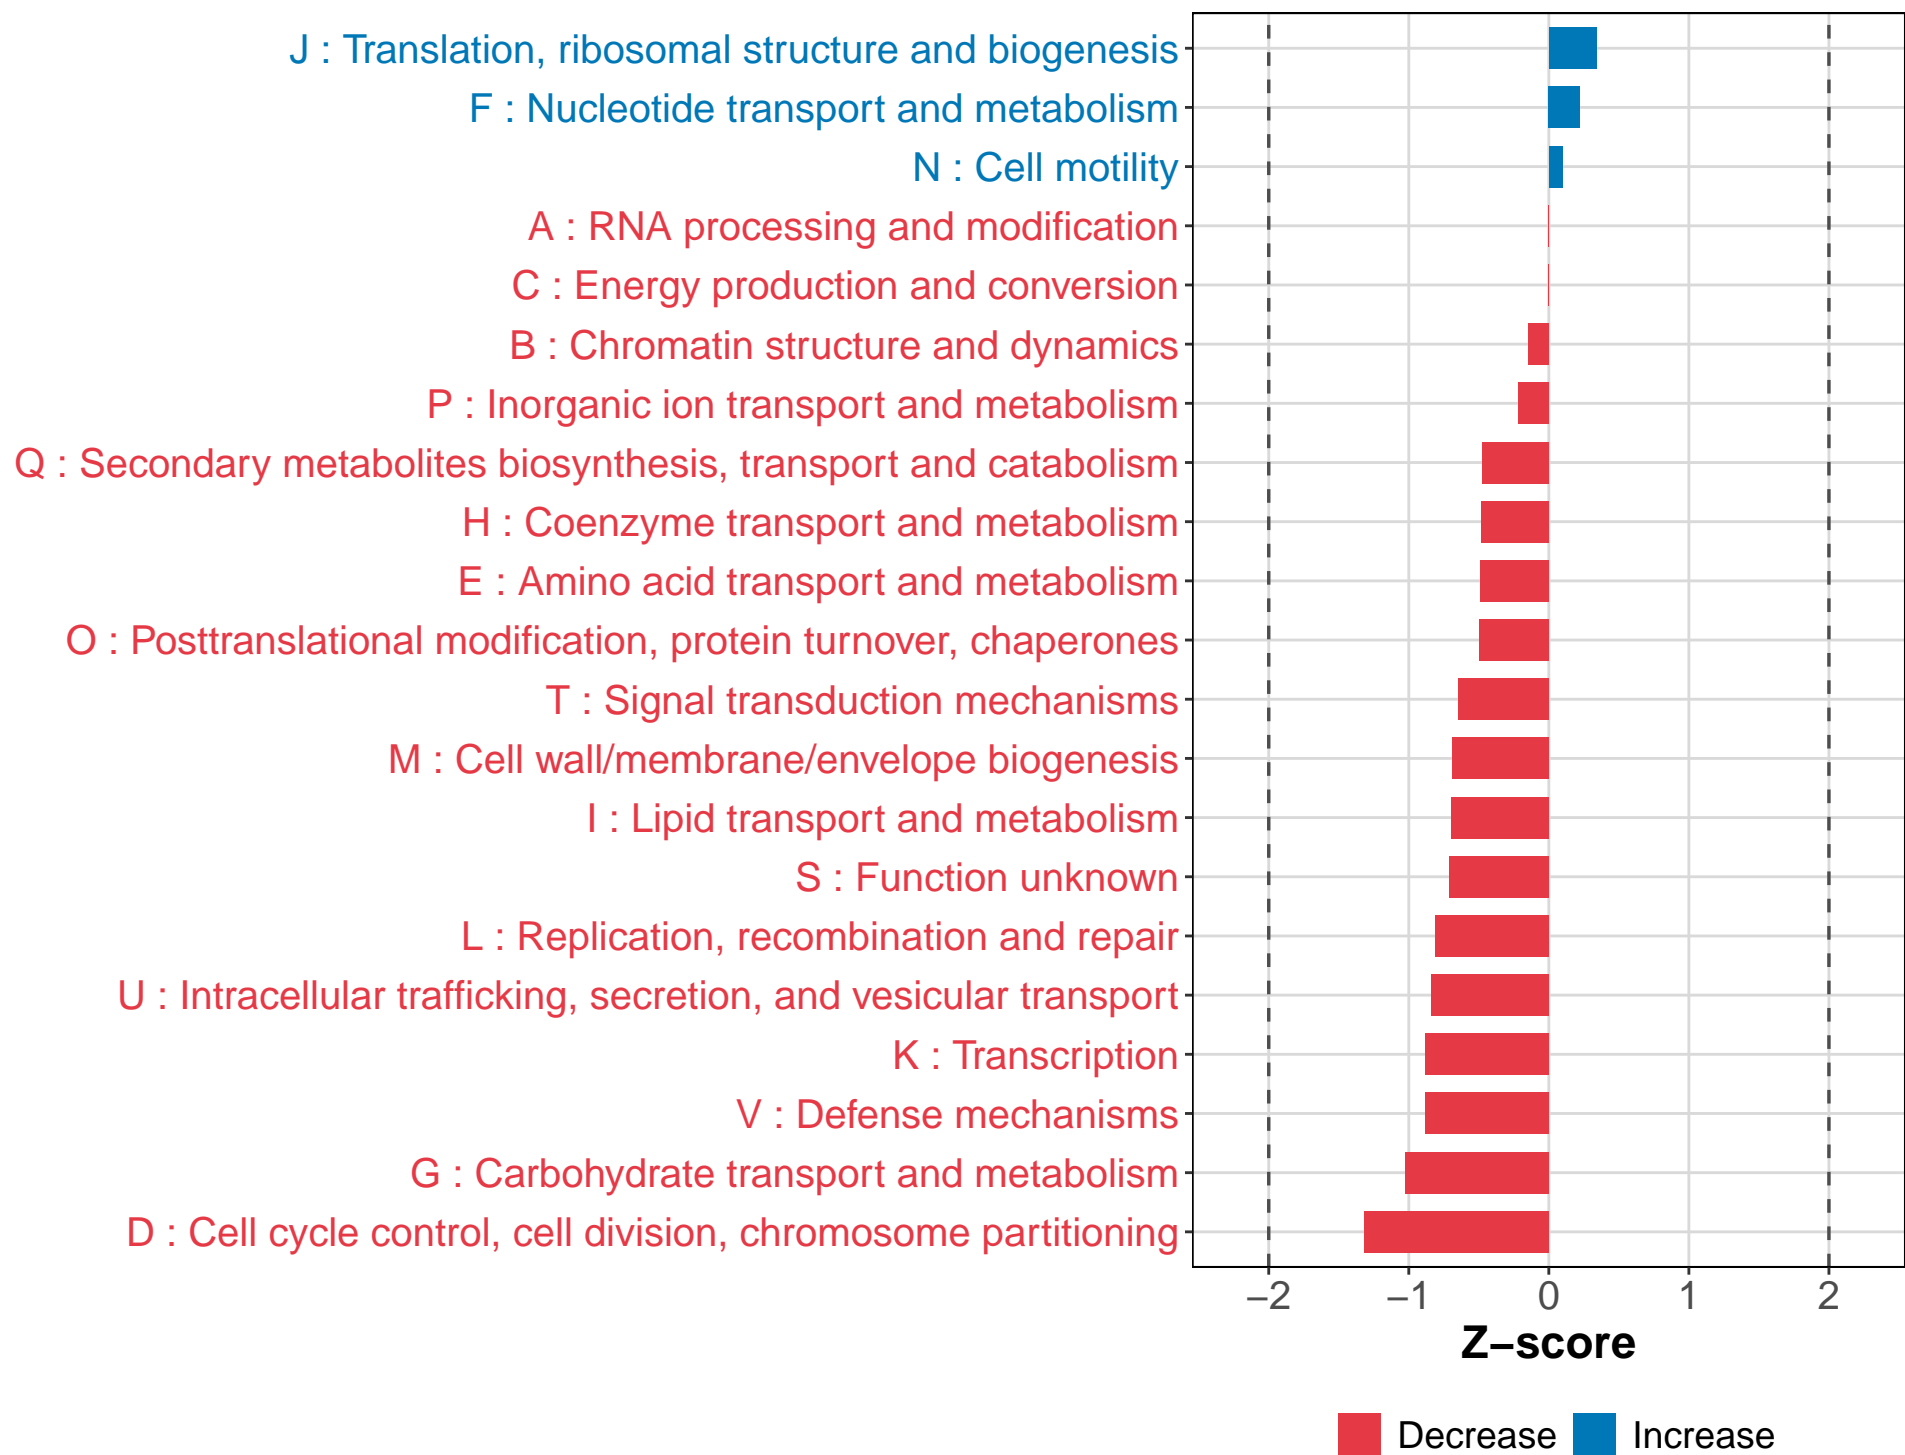 J : Translation, ribosomal structure and biogenesis
F : Nucleotide transport and metabolism
N : Cell motility
A : RNA processing and modification
C : Energy production and conversion
B : Chromatin structure and dynamics
P : Inorganic ion transport and metabolism
Q : Secondary metabolites biosynthesis, transport and catabolism
H : Coenzyme transport and metabolism
E : Amino acid transport and metabolism
O : Posttranslational modification, protein turnover, chaperones
T : Signal transduction mechanisms
M : Cell wall/membrane/envelope biogenesis
I : Lipid transport and metabolism
S : Function unknown
L : Replication, recombination and repair
U : Intracellular trafficking, secretion, and vesicular transport
K : Transcription
V : Defense mechanisms
G : Carbohydrate transport and metabolism
D : Cell cycle control, cell division, chromosome partitioning
−2 −1 0 1 2
Z−score
Decrease Increase